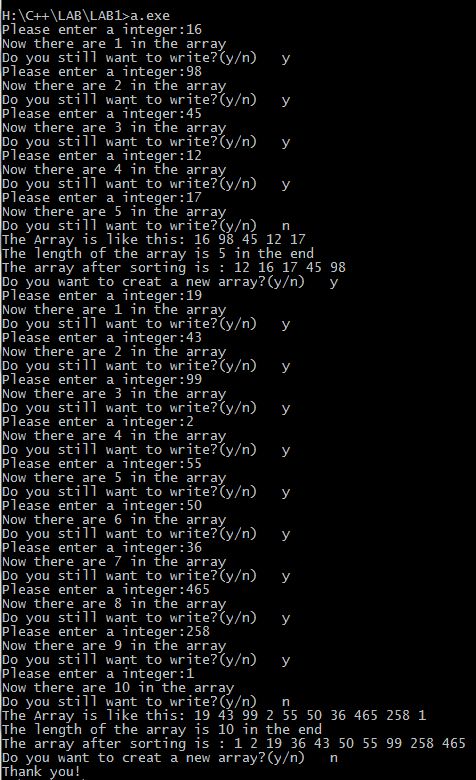 H:\C++\LAB\LAB1>a.exe
Please enter a integer:16
Now there are 1 in the array
Do you still want to write?(y/n)   y
Please enter a integer:98
Now there are 2 in the array
Do you still want to write?(y/n)   y
Please enter a integer:45
Now there are 3 in the array
Do you still want to write?(y/n)   y
Please enter a integer:12
Now there are 4 in the array
Do you still want to write?(y/n)   y
Please enter a integer:17
Now there are 5 in the array
Do you still want to write?(y/n)   n
The Array is like this: 16 98 45 12 17
The length of the array is 5 in the end
The array after sorting is : 12 16 17 45 98
Do you want to creat a new array?(y/n)   y
Please enter a integer:19
Now there are 1 in the array
Do you still want to write?(y/n)   y
Please enter a integer:43
Now there are 2 in the array
Do you still want to write?(y/n)   y
Please enter a integer:99
Now there are 3 in the array
Do you still want to write?(y/n)   y
Please enter a integer:2
Now there are 4 in the array
Do you still want to write?(y/n)   y
Please enter a integer:55
Now there are 5 in the array
Do you still want to write?(y/n)   y
Please enter a integer:50
Now there are 6 in the array
Do you still want to write?(y/n)   y
Please enter a integer:36
Now there are 7 in the array
Do you still want to write?(y/n)   y
Please enter a integer:465
Now there are 8 in the array
Do you still want to write?(y/n)   y
Please enter a integer:258
Now there are 9 in the array
Do you still want to write?(y/n)   y
Please enter a integer:1
Now there are 10 in the array
Do you still want to write?(y/n)   n
The Array is like this: 19 43 99 2 55 50 36 465 258 1
The length of the array is 10 in the end
The array after sorting is : 1 2 19 36 43 50 55 99 258 465
Do you want to creat a new array?(y/n)   n
Thank you!